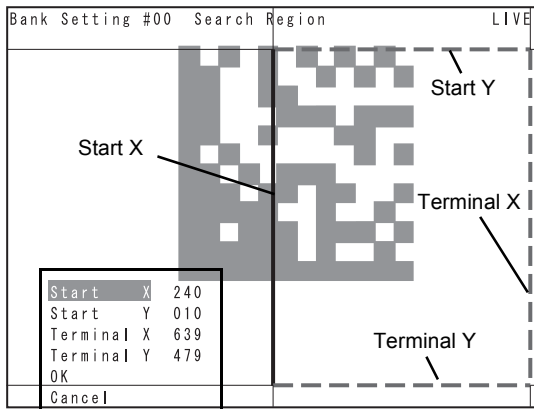 Bank Setting #00 Search Region LIVE
Start Y
Start X
Terminal X
Start X 240
Start Y 010
Terminal X 639
Terminal Y 479
OK
Cancel
Terminal Y